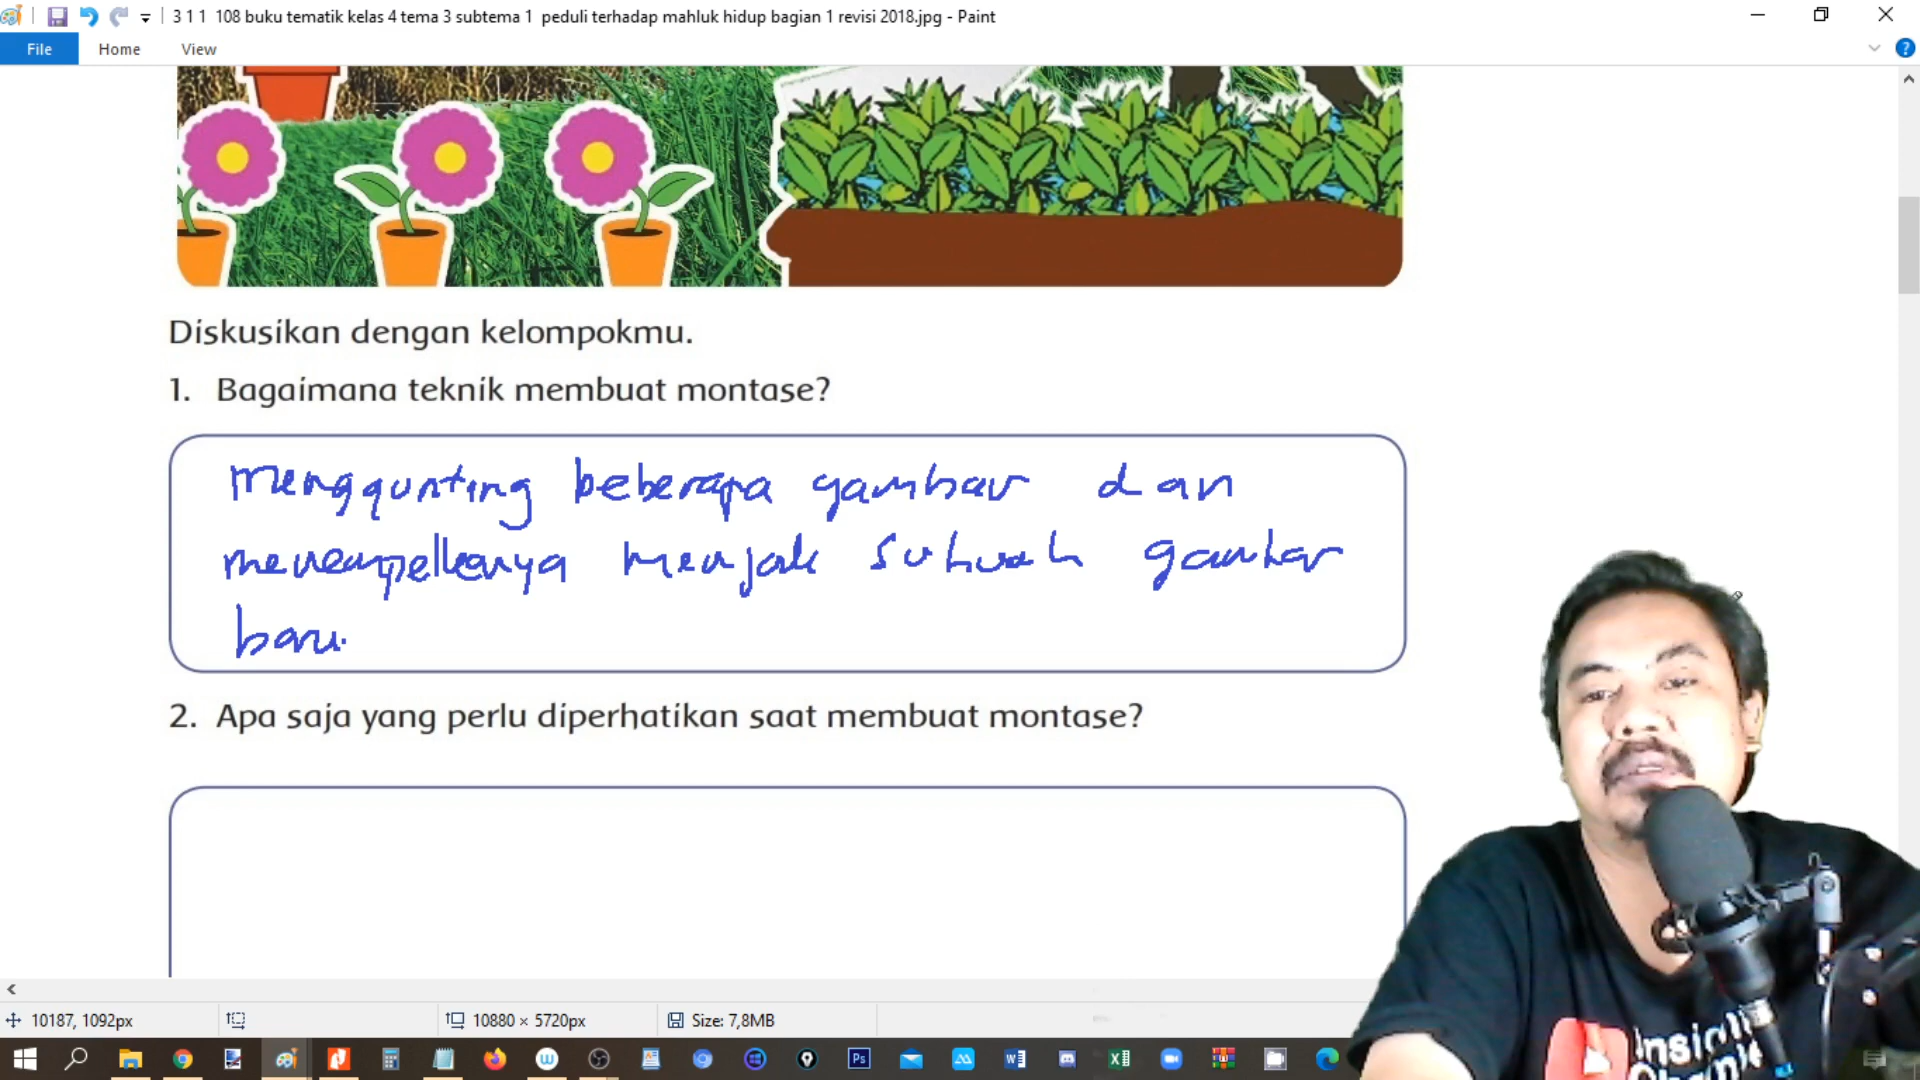 3 1 1 108 buku tematik kelas 4 tema 3 subtema 1 peduli terhadap mahluk hidup bagian 1 revisi 2018.jpg - Paint
File Home View
Diskusikan dengan kelompokmu.
1. Bagaimana teknik membuat montase?
menggunting beberapa gambar dan
menempelkanya menjadi subuah gambar
baru.
2. Apa saja yang perlu diperhatikan saat membuat montase?
10187, 1092px 10880 × 5720px Size: 7,8MB